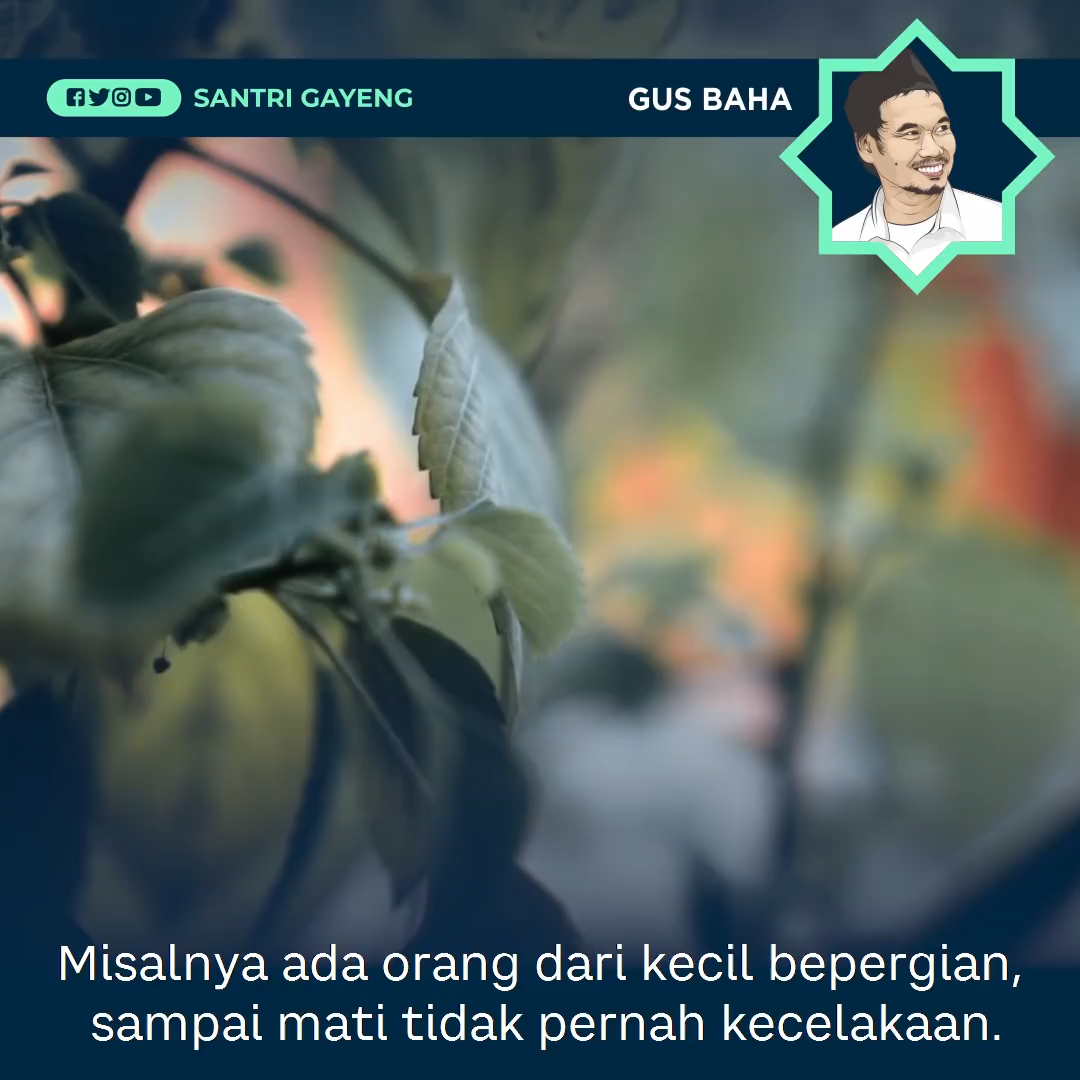 SANTRI GAYENG
GUS BAHA
Misalnya ada orang dari kecil bepergian,
sampai mati tidak pernah kecelakaan.